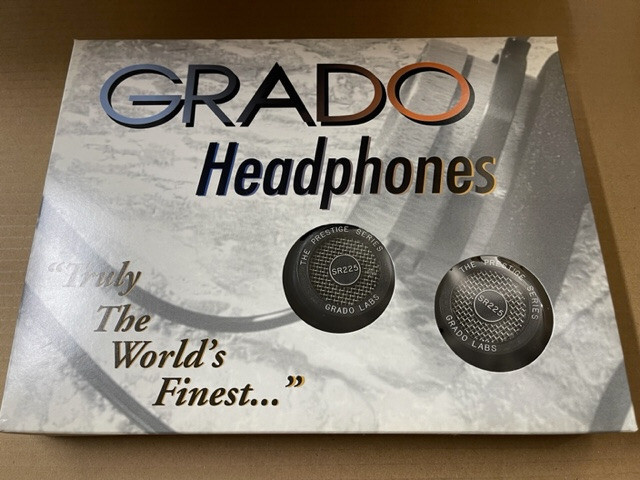 GRADO
Headphones
THE PRESTIGE SERIES
SR225
GRADO LABS
THE PRESTIGE SERIES
SR225
GRADO LABS
"Truly
The
World's
Finest..."